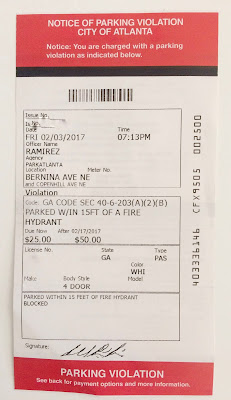 NOTICE OF PARKING VIOLATION
CITY OF ATLANTA
Notice: You are charged with a parking
violation as indicated below.
Issue No.
Date Time
FRI 02/03/2017 07:13PM
Officer Name
RAMIREZ
Agency
PARKATLANTA
Location Meter No.
BERNINA AVE NE
and COPENHILL AVE NE
Violation
Code: GA CODE SEC 40-6-203(A)(2)(B)
PARKED W/IN 15FT OF A FIRE
HYDRANT
Due Now After 02/17/2017
$25.00 $50.00
License No. State Type
GA PAS
Color
WHI
Make Body Style Model
4 DOOR
PARKED WITHIN 15 FEET OF FIRE HYDRANT
BLOCKED
Signature:
PARKING VIOLATION
See back for payment options and more information.